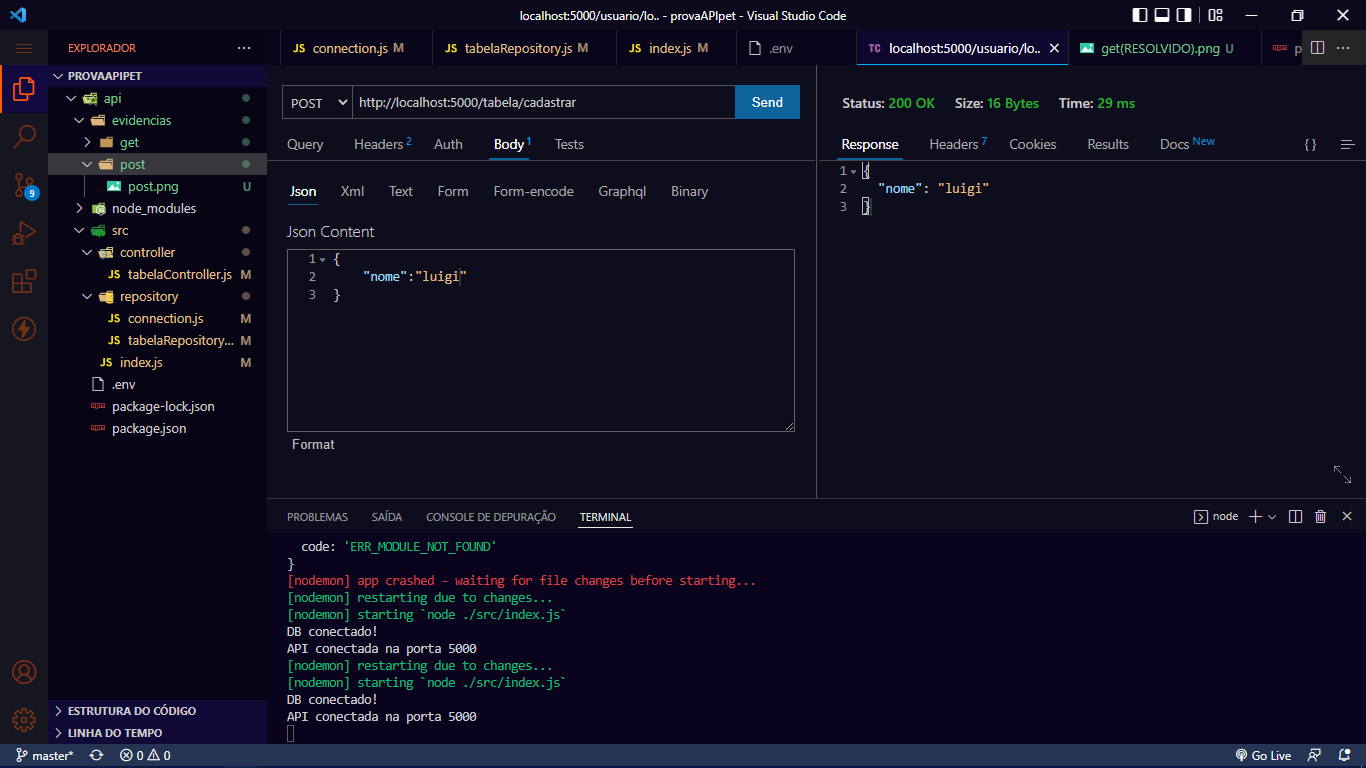 localhost:5000/usuario/lo.. - provaAPIpet - Visual Studio Code
EXPLORADOR
JS connection.js M
JS tabelaRepository.js M
JS index.js M
.env
TC localhost:5000/usuario/lo..
get(RESOLVIDO).png U
p
PROVAAPIPET
api
evidencias
get
post
post.png U
node_modules
src
controller
JS tabelaController.js M
repository
JS connection.js M
JS tabelaRepository... M
JS index.js M
.env
package-lock.json
package.json
ESTRUTURA DO CÓDIGO
LINHA DO TEMPO
9
POST http://localhost:5000/tabela/cadastrar Send
Query Headers 2 Auth Body 1 Tests
Json Xml Text Form Form-encode Graphql Binary
Json Content
1 {
2 "nome":"luigi"
3 }
Format
Status: 200 OK Size: 16 Bytes Time: 29 ms
Response Headers 7 Cookies Results Docs New { }
1 {
2 "nome": "luigi"
3 }
PROBLEMAS SAÍDA CONSOLE DE DEPURAÇÃO TERMINAL
node
code: 'ERR_MODULE_NOT_FOUND'
}
[nodemon] app crashed - waiting for file changes before starting...
[nodemon] restarting due to changes...
[nodemon] starting `node ./src/index.js`
DB conectado!
API conectada na porta 5000
[nodemon] restarting due to changes...
[nodemon] starting `node ./src/index.js`
DB conectado!
API conectada na porta 5000
master* 0 0 Go Live